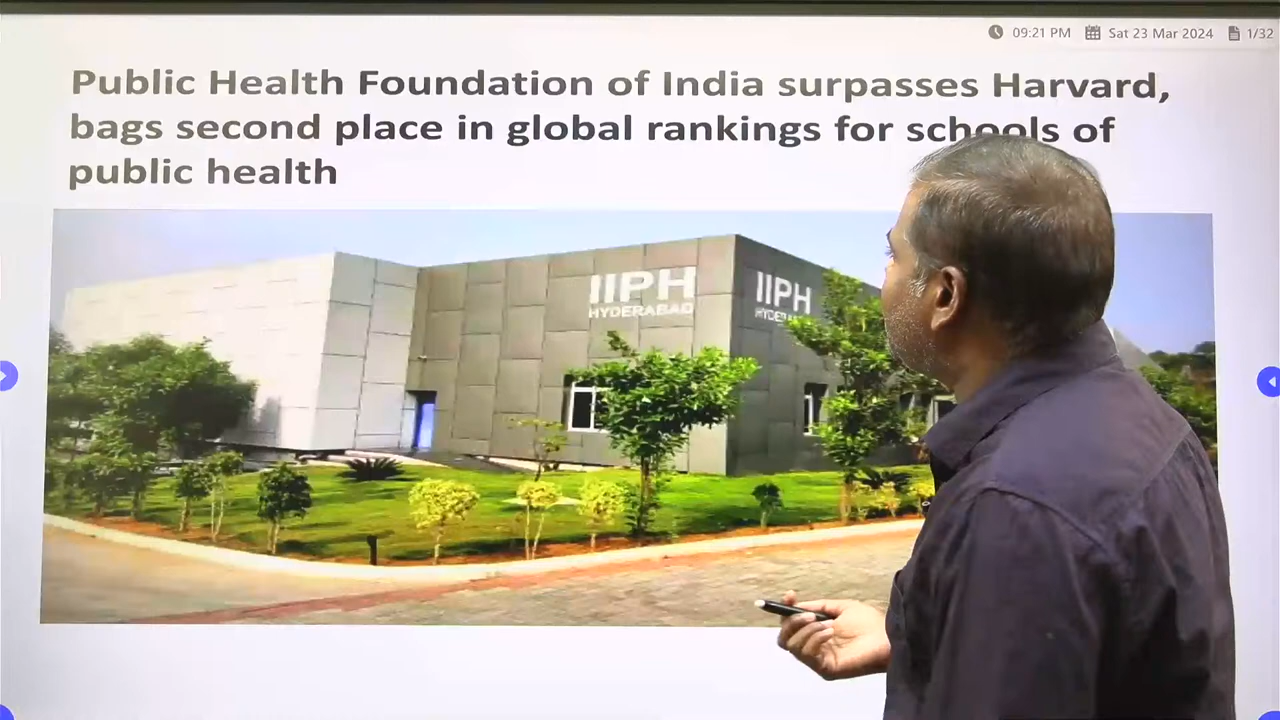 09:21 PM Sat 23 Mar 2024 1/32
Public Health Foundation of India surpasses Harvard,
bags second place in global rankings for schools of
public health
IIPH
HYDERABAD
IIPH